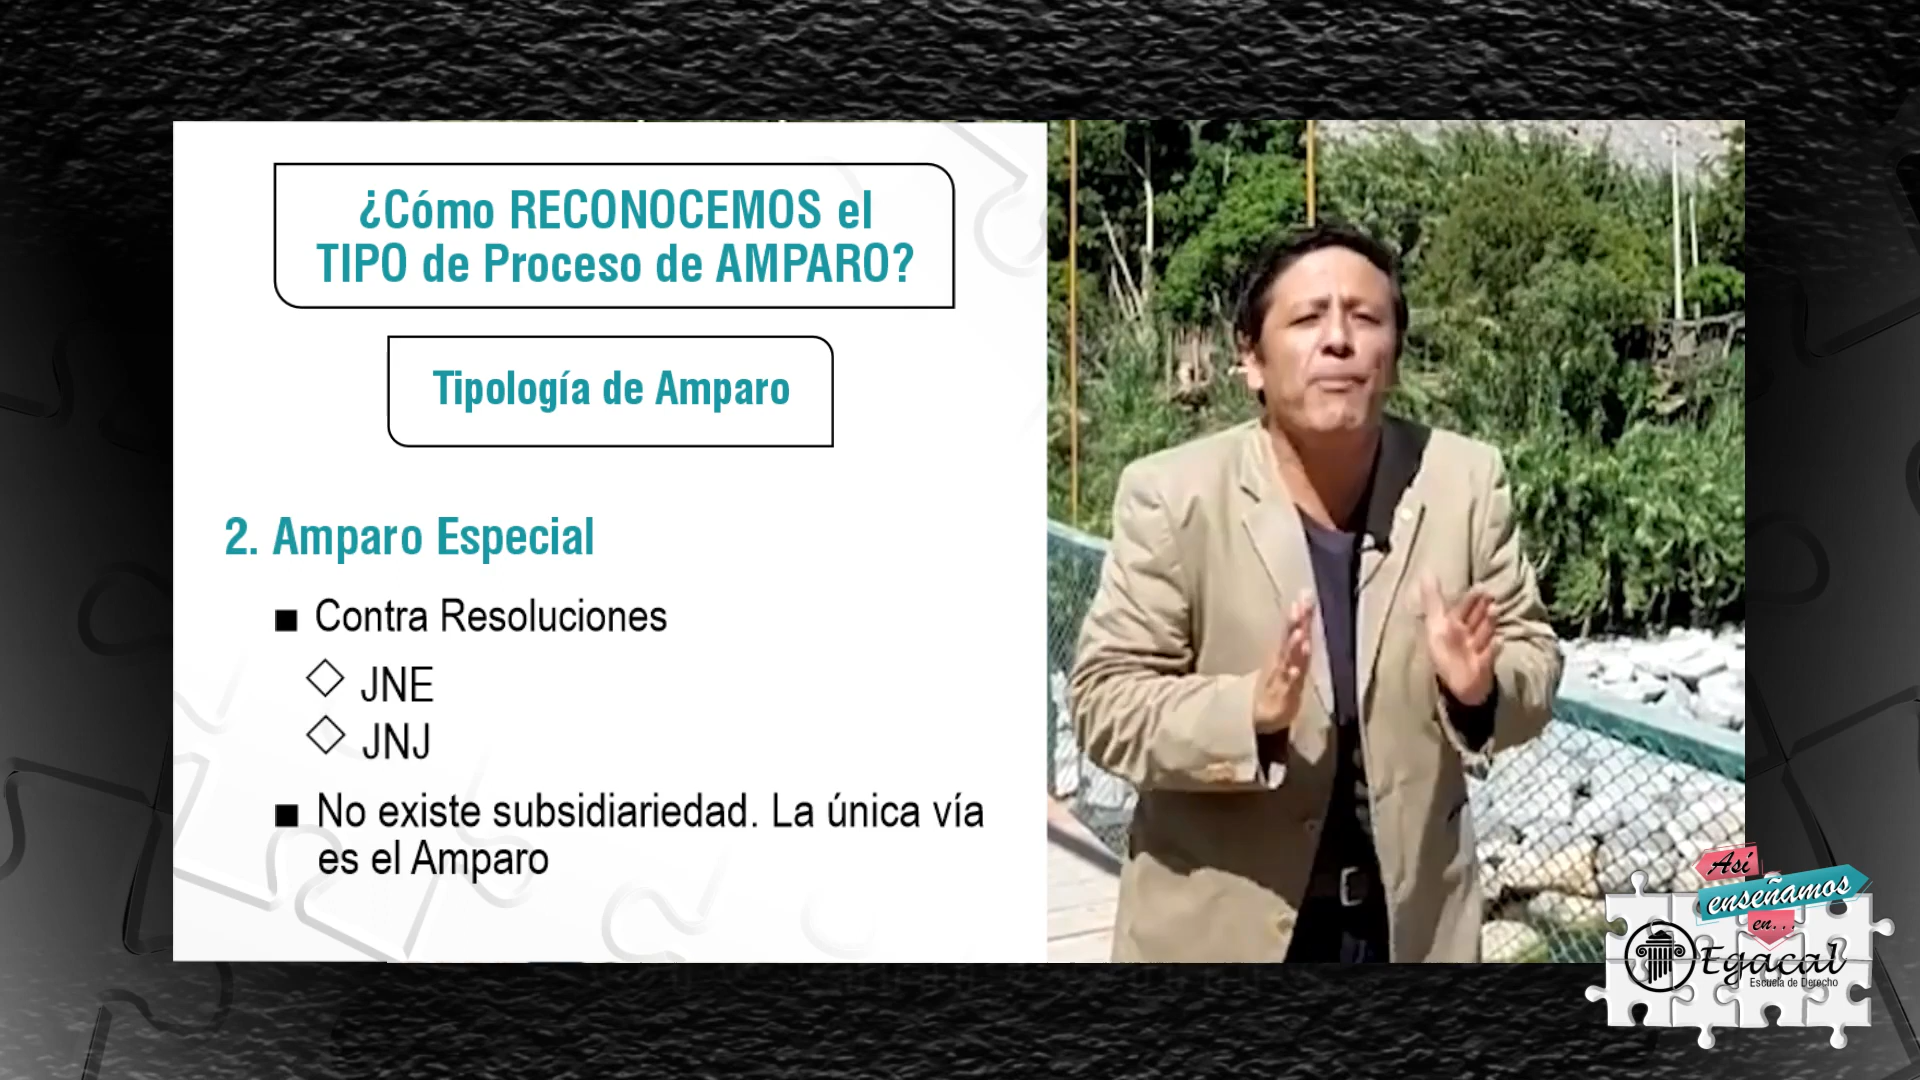 ¿Cómo RECONOCEMOS el
TIPO de Proceso de AMPARO?
Tipología de Amparo
2. Amparo Especial
■ Contra Resoluciones
◇ JNE
◇ JNJ
■ No existe subsidiariedad. La única vía
es el Amparo
Así
enseñamos
en...
Egacal
Escuela de Derecho